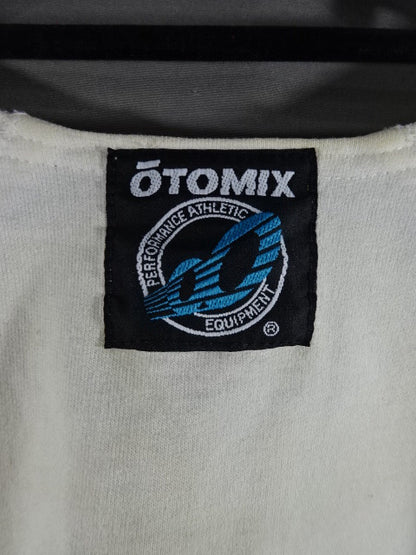 ŌTOMIX
PERFORMANCE ATHLETIC
EQUIPMENT
®